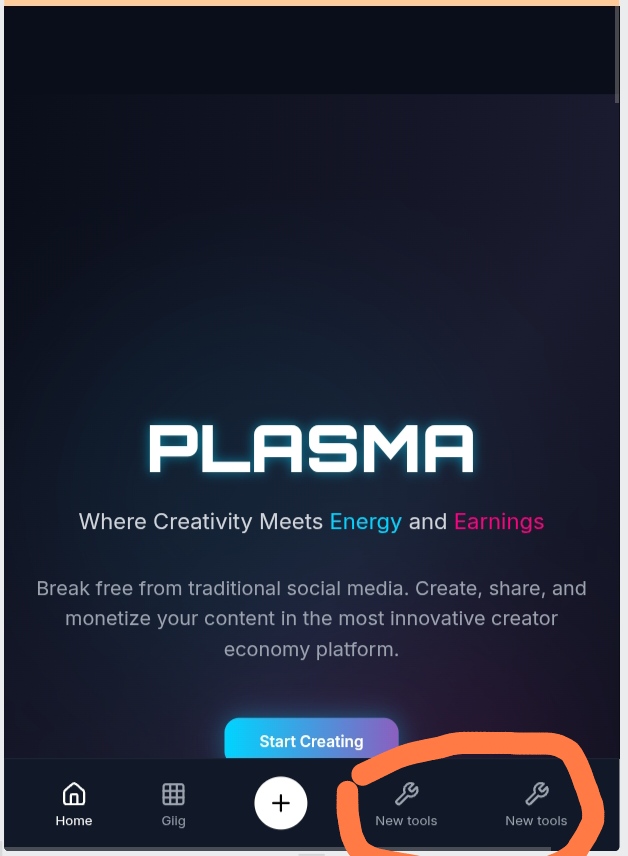 PLASMA
Where Creativity Meets Energy and Earnings
Break free from traditional social media. Create, share, and
monetize your content in the most innovative creator
economy platform.
Start Creating
Home
Giig
New tools
New tools